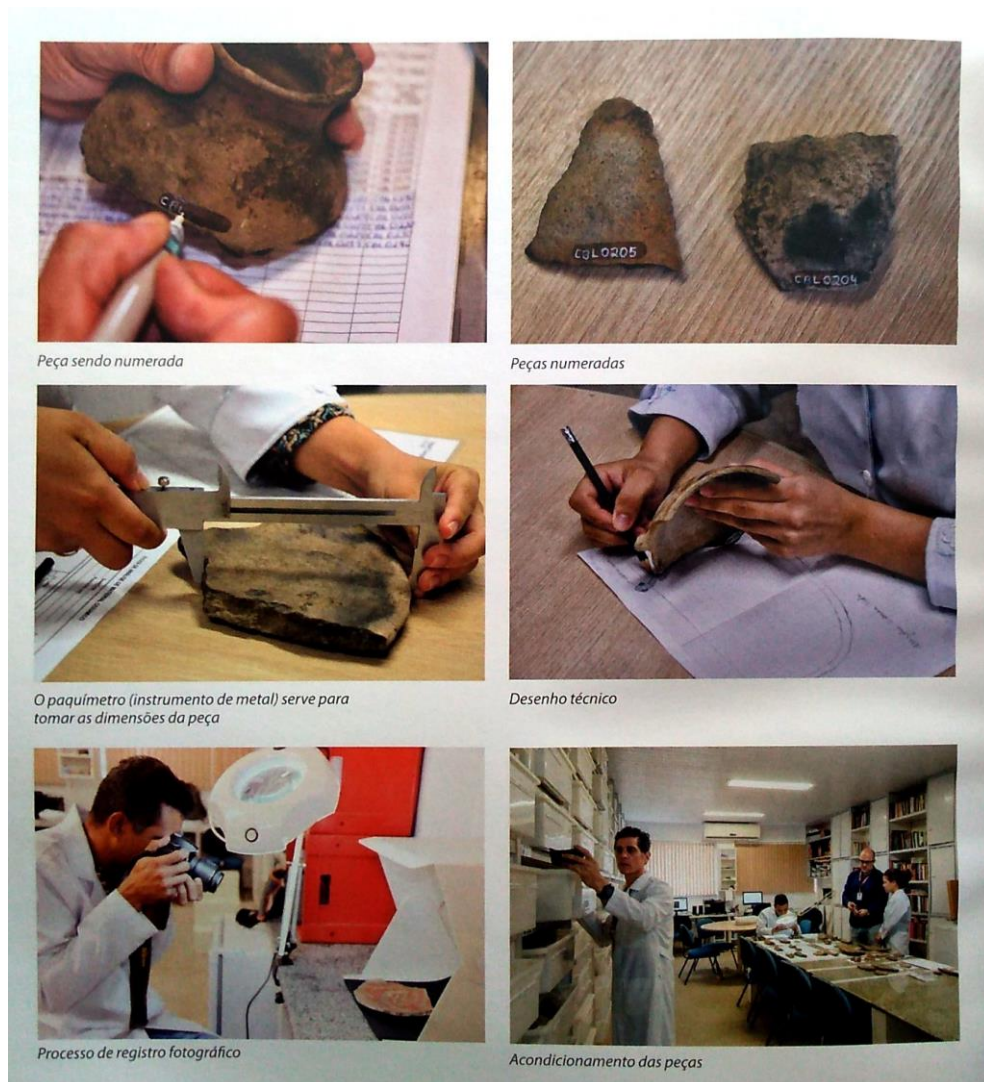 CBL0205
CBL0204
Peça sendo numerada
Peças numeradas
O paquímetro (instrumento de metal) serve para
tomar as dimensões da peça
Desenho técnico
Processo de registro fotográfico
Acondicionamento das peças